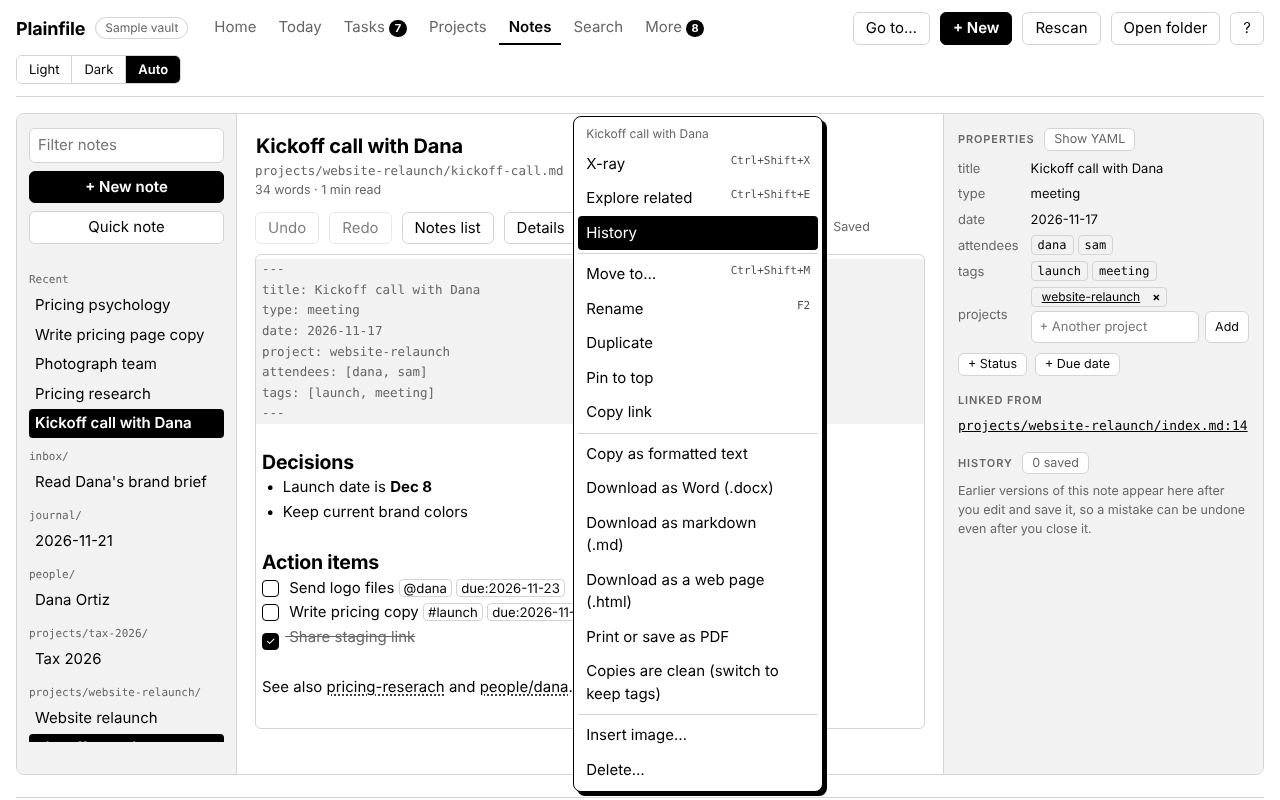 Plainfile Sample vault Home Today Tasks 7 Projects Notes Search More 8 Go to... + New Rescan Open folder ?
Light Dark Auto
Filter notes
+ New note
Quick note
Recent
Pricing psychology
Write pricing page copy
Photograph team
Pricing research
Kickoff call with Dana
inbox/
Read Dana's brand brief
journal/
2026-11-21
people/
Dana Ortiz
projects/tax-2026/
Tax 2026
projects/website-relaunch/
Website relaunch
Kickoff call with Dana
projects/website-relaunch/kickoff-call.md
34 words · 1 min read
Undo Redo Notes list Details
Saved
---
title: Kickoff call with Dana
type: meeting
date: 2026-11-17
project: website-relaunch
attendees: [dana, sam]
tags: [launch, meeting]
---
Decisions
• Launch date is Dec 8
• Keep current brand colors
Action items
Send logo files @dana due:2026-11-23
Write pricing copy #launch due:2026-11-
Share staging link
See also pricing-reserach and people/dana.
Kickoff call with Dana
X-ray Ctrl+Shift+X
Explore related Ctrl+Shift+E
History
Move to... Ctrl+Shift+M
Rename F2
Duplicate
Pin to top
Copy link
Copy as formatted text
Download as Word (.docx)
Download as markdown
(.md)
Download as a web page
(.html)
Print or save as PDF
Copies are clean (switch to
keep tags)
Insert image...
Delete...
PROPERTIES Show YAML
title Kickoff call with Dana
type meeting
date 2026-11-17
attendees dana sam
tags launch meeting
projects website-relaunch ×
+ Another project Add
+ Status + Due date
LINKED FROM
projects/website-relaunch/index.md:14
HISTORY 0 saved
Earlier versions of this note appear here after
you edit and save it, so a mistake can be undone
even after you close it.